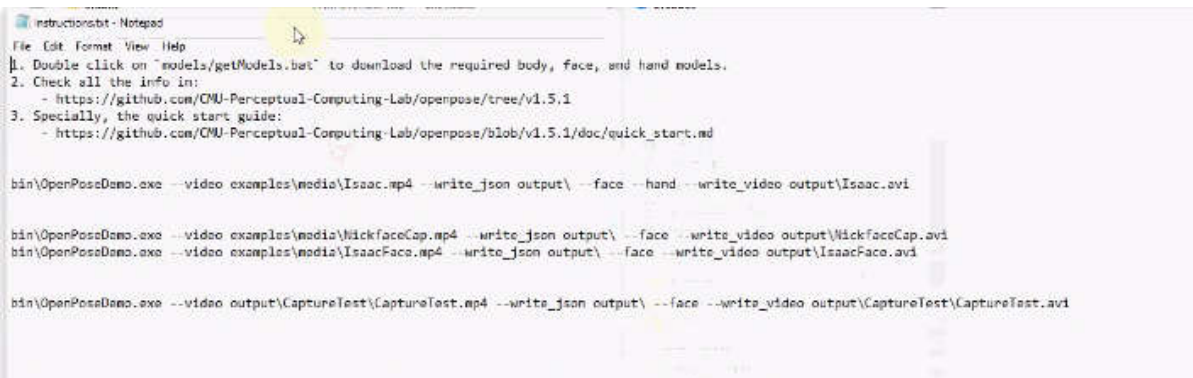 instructions.txt - Notepad
File Edit Format View Help
1. Double click on `models/getModels.bat` to download the required body, face, and hand models.
2. Check all the info in:
- https://github.com/CMU-Perceptual-Computing-Lab/openpose/tree/v1.5.1
3. Specially, the quick start guide:
- https://github.com/CMU-Perceptual-Computing-Lab/openpose/blob/v1.5.1/doc/quick_start.md
bin\OpenPoseDemo.exe --video examples\media\Isaac.mp4 --write_json output\ --face --hand --write_video output\Isaac.avi
bin\OpenPoseDemo.exe --video examples\media\NickfaceCap.mp4 --write_json output\ --face --write_video output\NickfaceCap.avi
bin\OpenPoseDemo.exe --video examples\media\IsaacFace.mp4 --write_json output\ --face --write_video output\IsaacFace.avi
bin\OpenPoseDemo.exe --video output\CaptureTest\CaptureTest.mp4 --write_json output\ --face --write_video output\CaptureTest\CaptureTest.avi